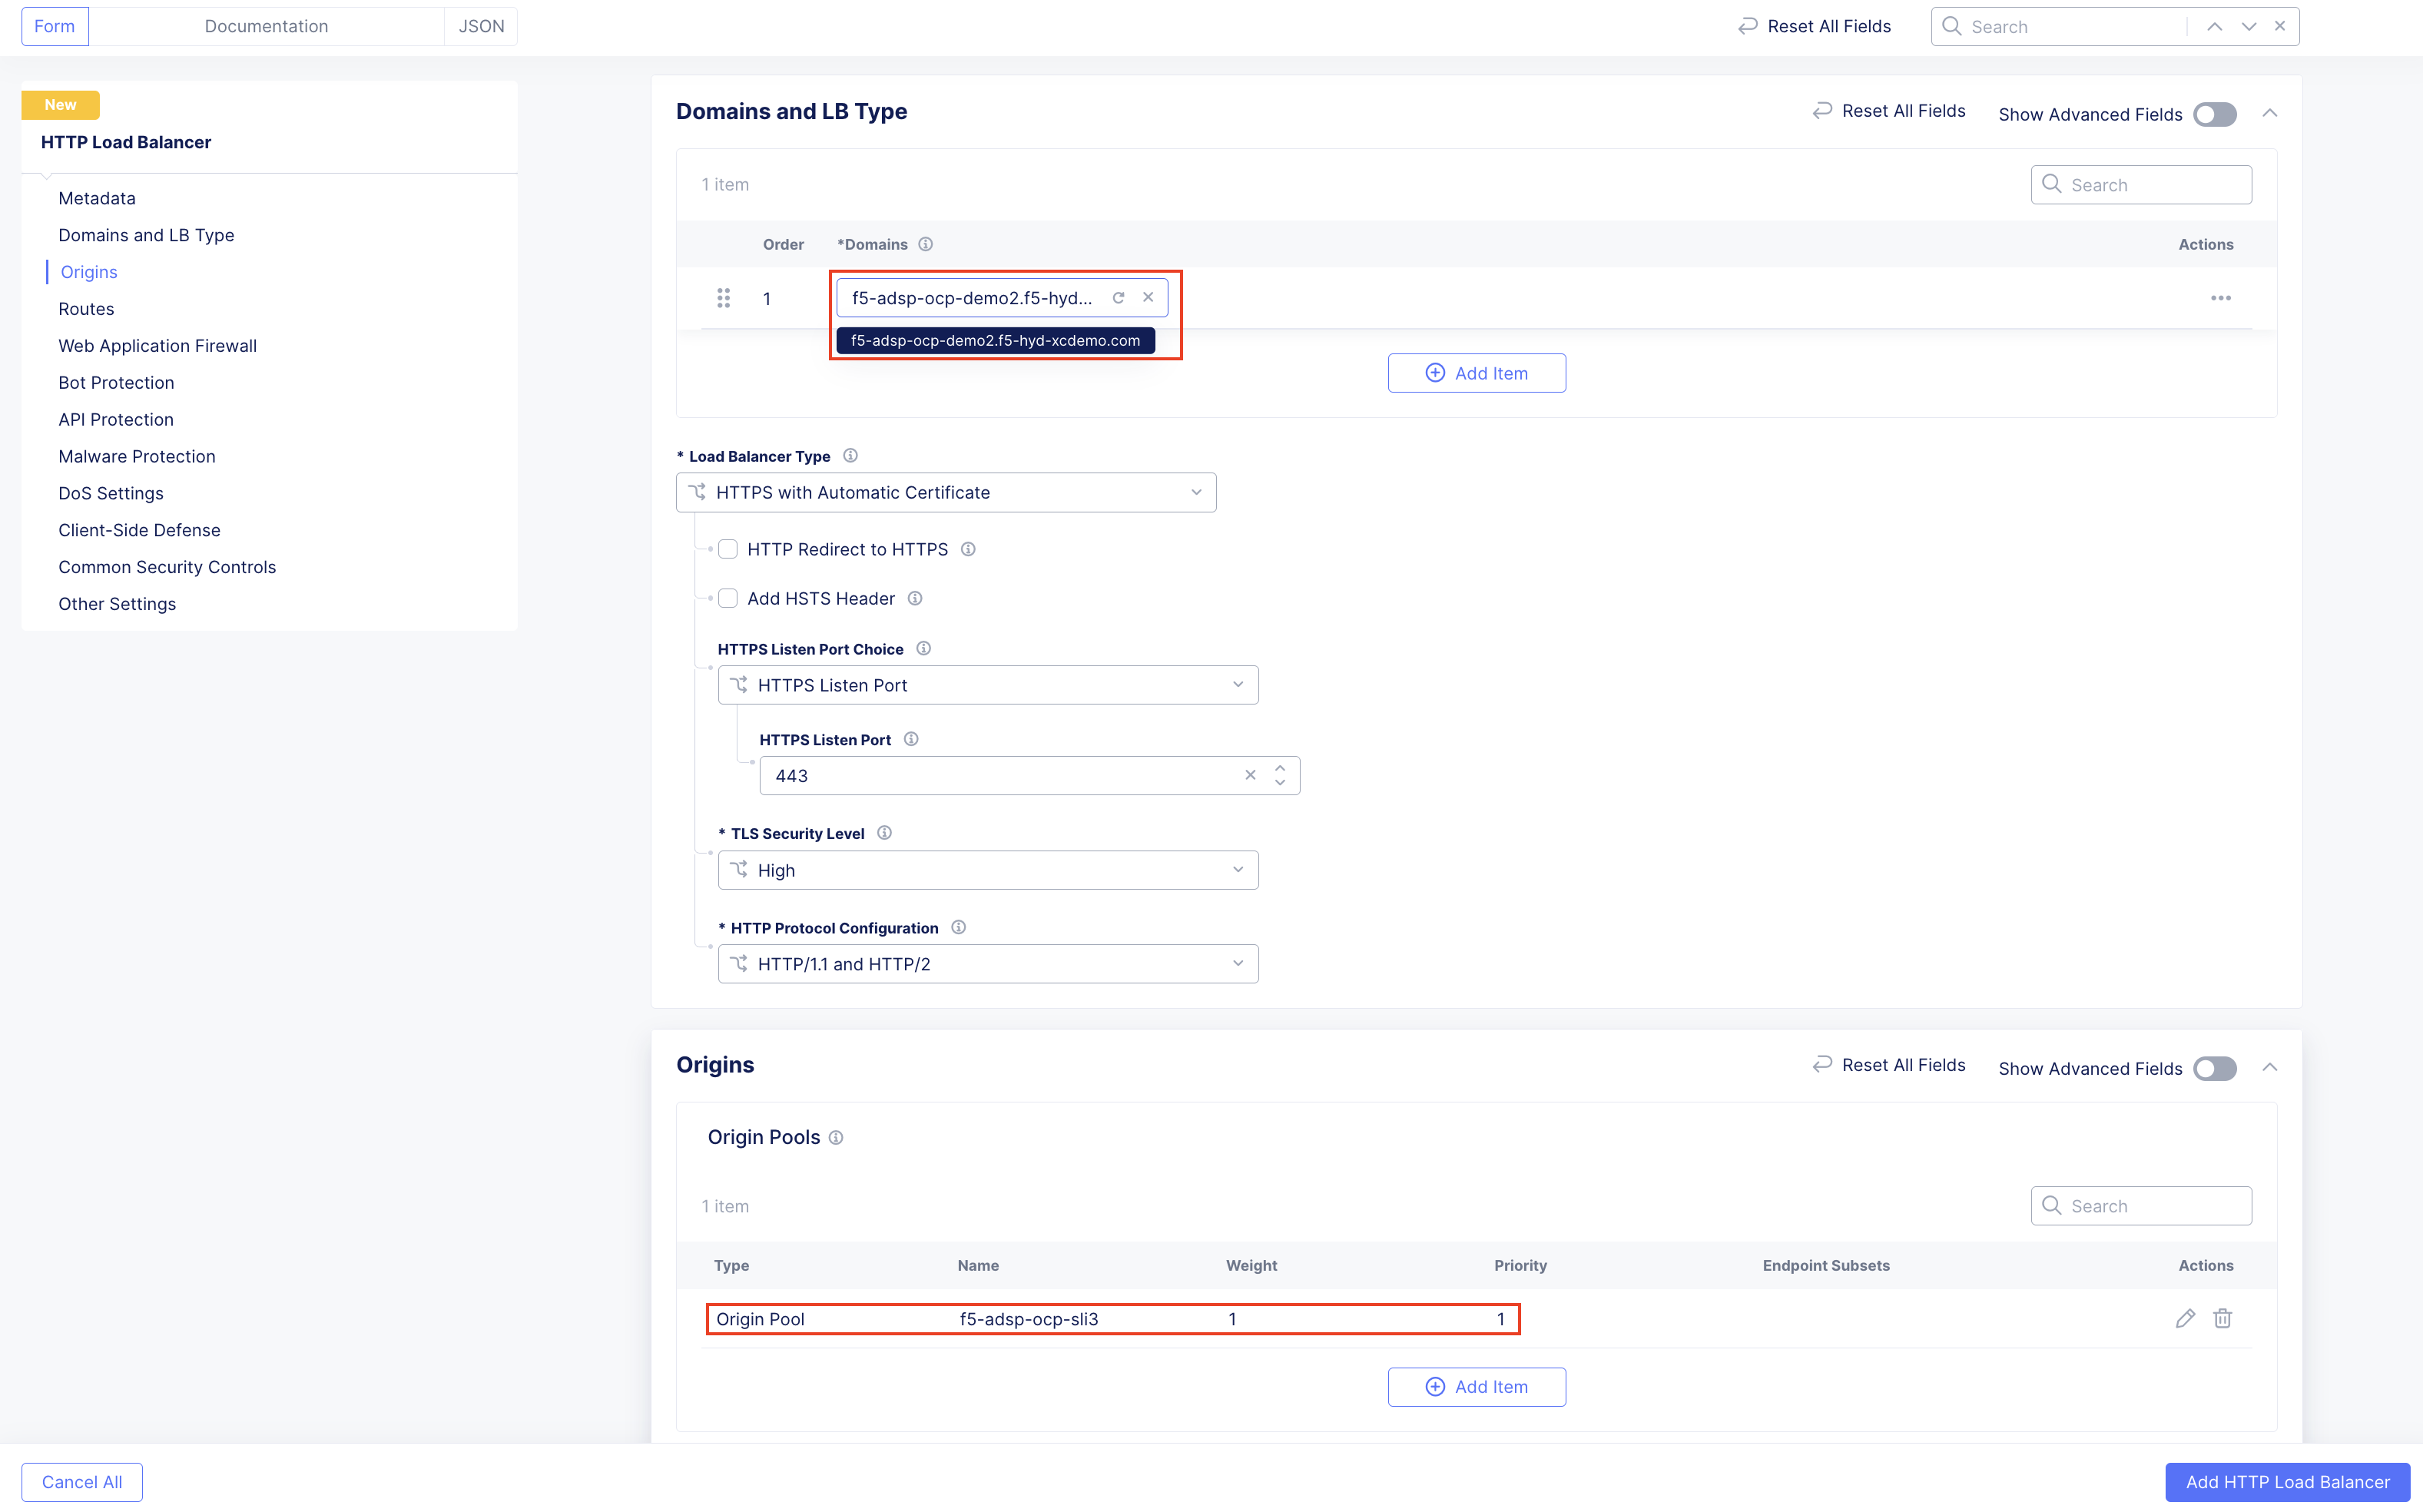 Form Documentation JSON Reset All Fields Search
New
HTTP Load Balancer
Metadata
Domains and LB Type
Origins
Routes
Web Application Firewall
Bot Protection
API Protection
Malware Protection
DoS Settings
Client-Side Defense
Common Security Controls
Other Settings
Domains and LB Type Reset All Fields Show Advanced Fields
1 item Search
Order *Domains Actions
1 f5-adsp-ocp-demo2.f5-hyd...
f5-adsp-ocp-demo2.f5-hyd-xcdemo.com
Add Item
* Load Balancer Type
HTTPS with Automatic Certificate
HTTP Redirect to HTTPS
Add HSTS Header
HTTPS Listen Port Choice
HTTPS Listen Port
HTTPS Listen Port
443
* TLS Security Level
High
* HTTP Protocol Configuration
HTTP/1.1 and HTTP/2
Origins Reset All Fields Show Advanced Fields
Origin Pools
1 item Search
Type Name Weight Priority Endpoint Subsets Actions
Origin Pool f5-adsp-ocp-sli3 1 1
Add Item
Cancel All Add HTTP Load Balancer